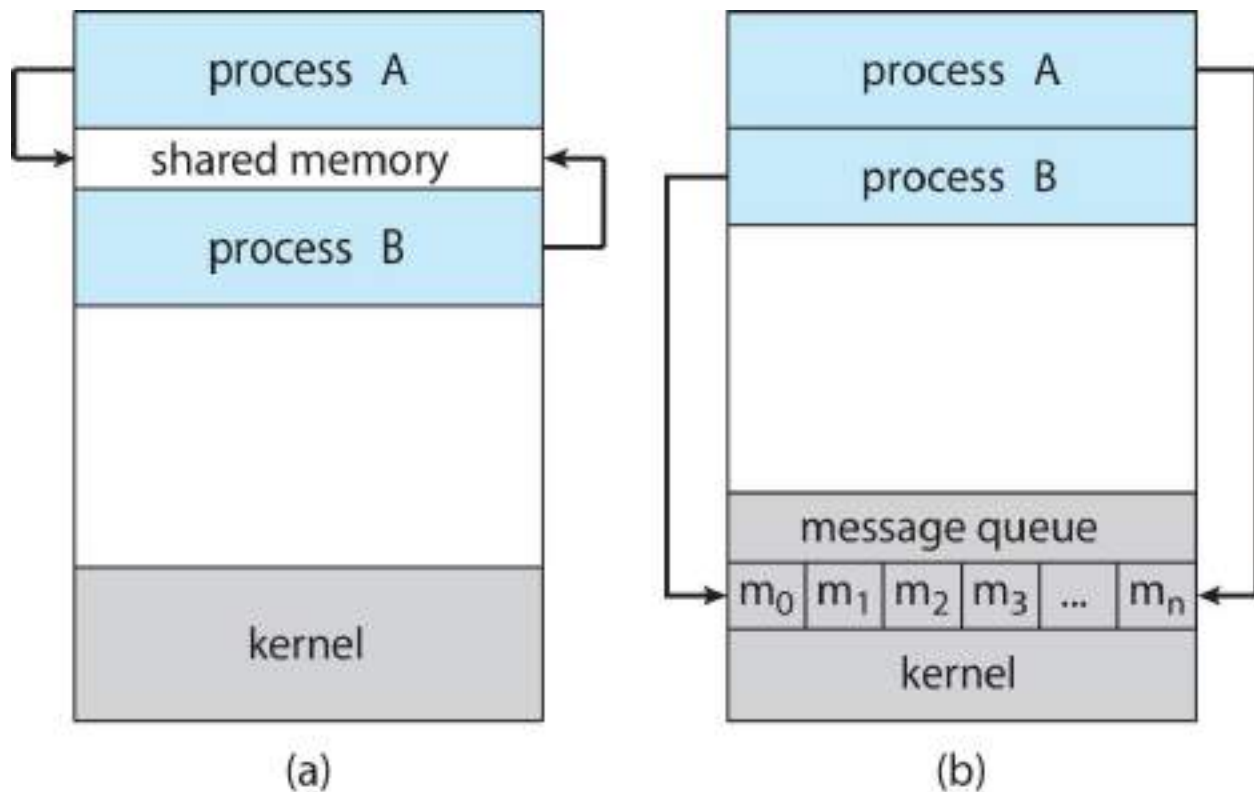 process A
shared memory
process B
kernel
(a)
process A
process B
message queue
m₀ m₁ m₂ m₃ ... mₙ
kernel
(b)